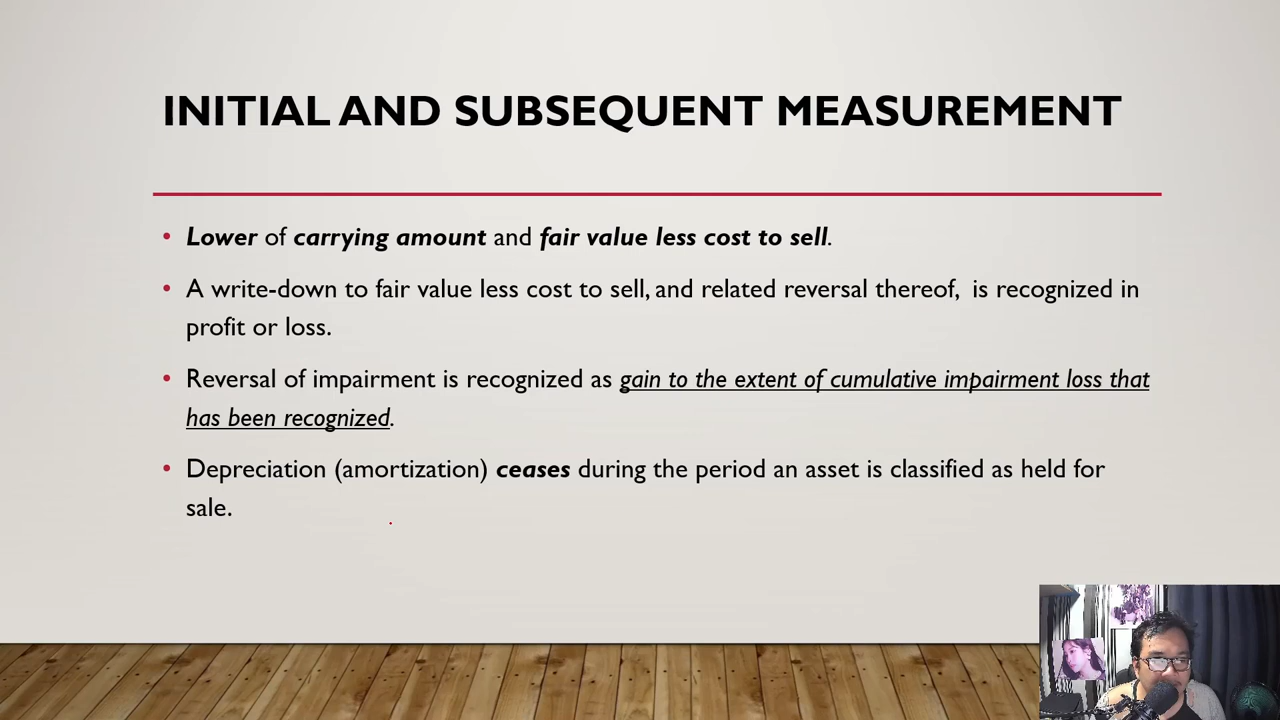 INITIAL AND SUBSEQUENT MEASUREMENT
• Lower of carrying amount and fair value less cost to sell.
• A write-down to fair value less cost to sell, and related reversal thereof, is recognized in
profit or loss.
• Reversal of impairment is recognized as gain to the extent of cumulative impairment loss that
has been recognized.
• Depreciation (amortization) ceases during the period an asset is classified as held for
sale.